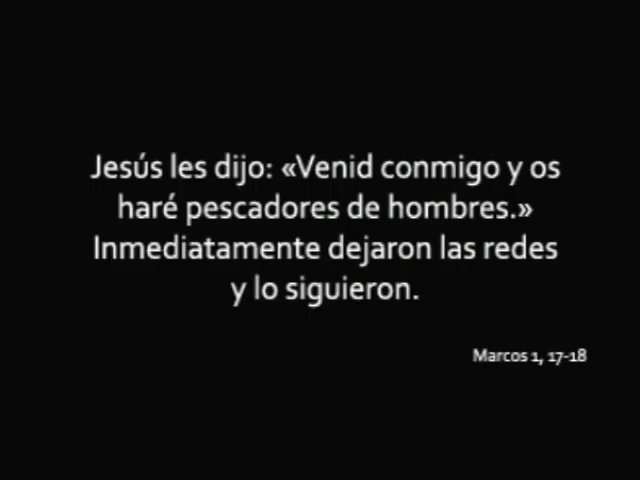 Jesús les dijo: «Venid conmigo y os
haré pescadores de hombres.»
Inmediatamente dejaron las redes
y lo siguieron.
Marcos 1, 17-18